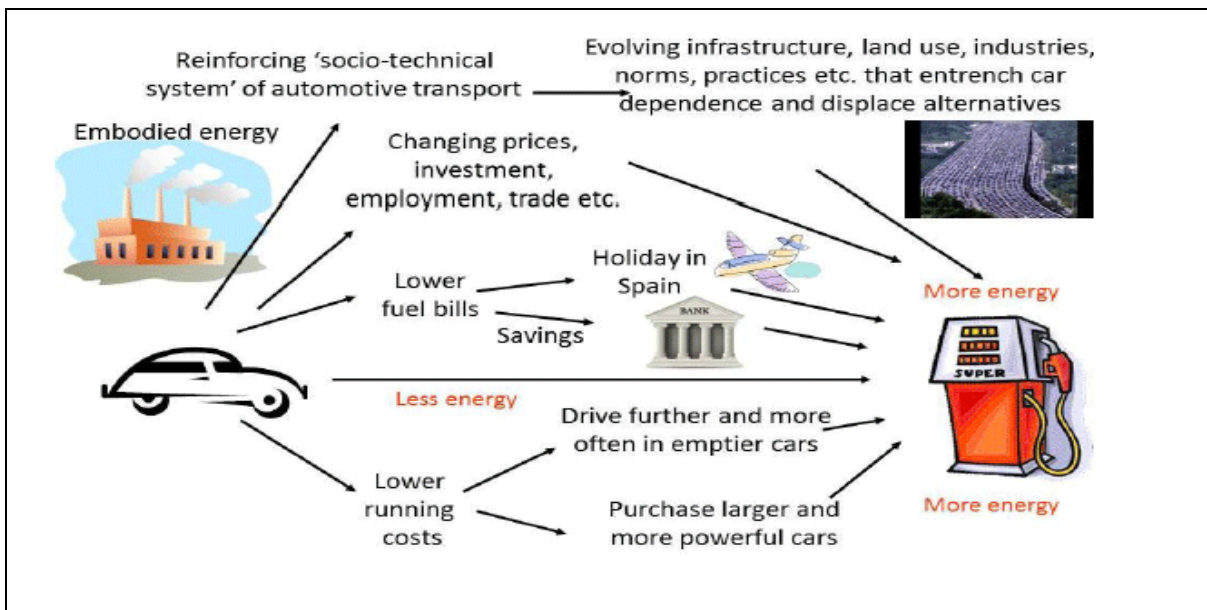 Reinforcing ‘socio-technical
system’ of automotive transport
Evolving infrastructure, land use, industries,
norms, practices etc. that entrench car
dependence and displace alternatives
Embodied energy
Changing prices,
investment,
employment, trade etc.
Lower
fuel bills
Holiday in
Spain
Savings
BANK
More energy
SUPER
Less energy
Drive further and more
often in emptier cars
Lower
running
costs
Purchase larger and
more powerful cars
More energy